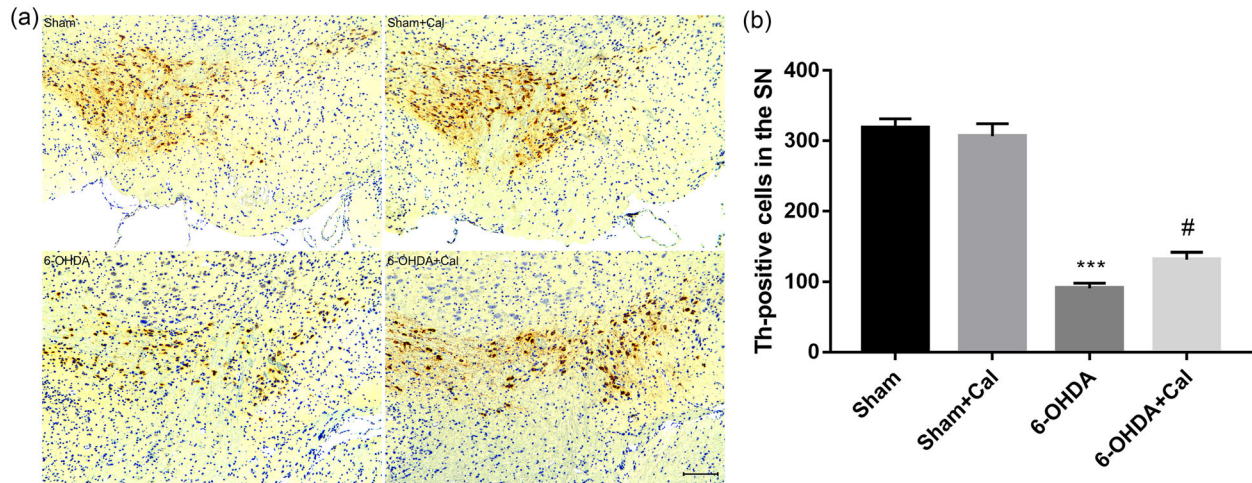 (a)
Sham
Sham+Cal
6-OHDA
6-OHDA+Cal
(b)
Th-positive cells in the SN
400
300
200
100
0
***
#
Sham
Sham+Cal
6-OHDA
6-OHDA+Cal